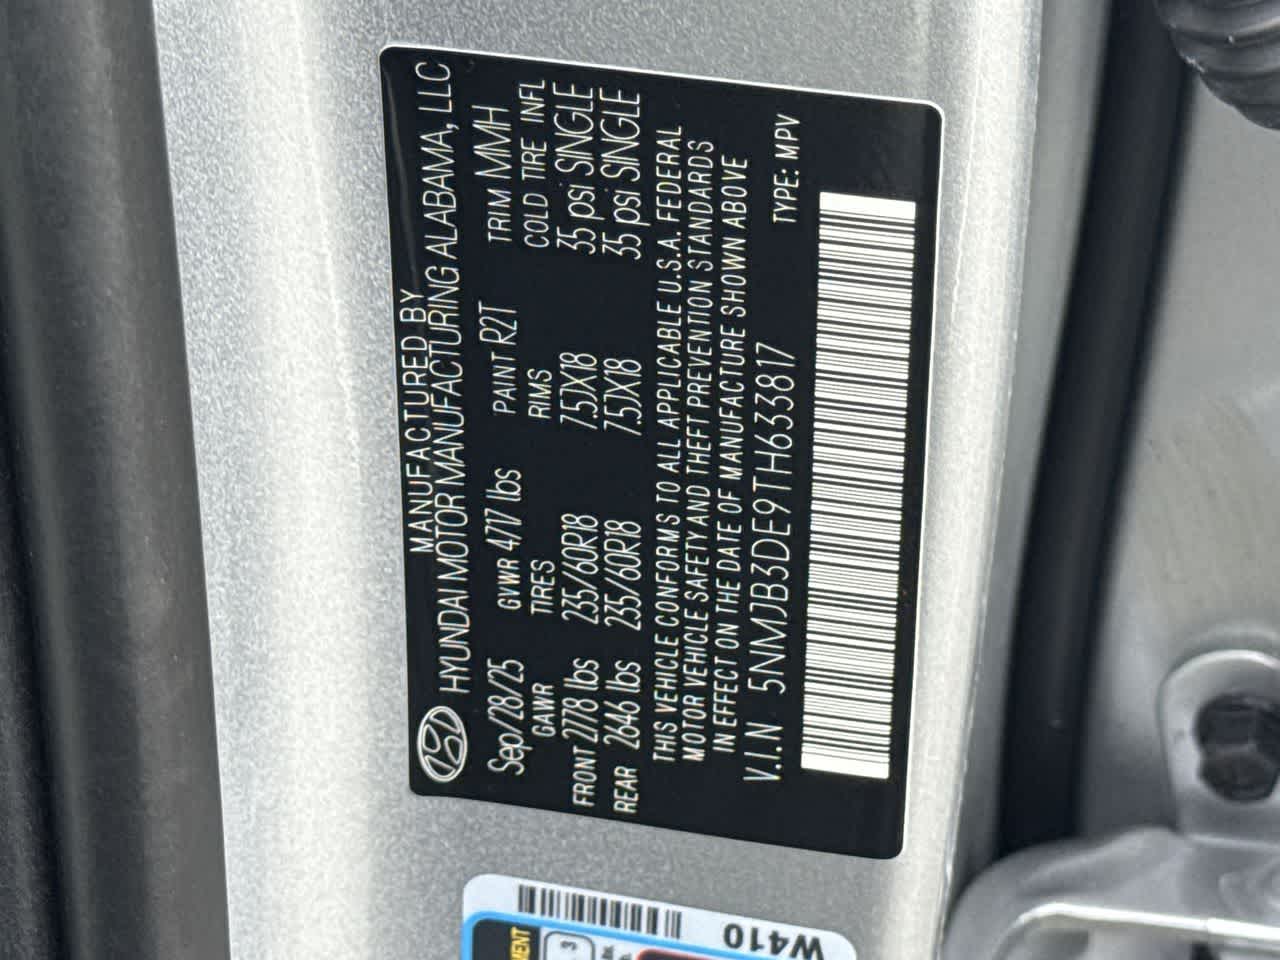 MANUFACTURED BY
HYUNDAI MOTOR MANUFACTURING ALABAMA, LLC
Sep/28/25 GVWR 4717 lbs PAINT R2T TRIM MMH
GAWR TIRES RIMS COLD TIRE INFL
FRONT 2778 lbs 235/60R18 7.5JX18 35 psi SINGLE
REAR 2646 lbs 235/60R18 7.5JX18 35 psi SINGLE
THIS VEHICLE CONFORMS TO ALL APPLICABLE U.S.A. FEDERAL
MOTOR VEHICLE SAFETY AND THEFT PREVENTION STANDARDS
IN EFFECT ON THE DATE OF MANUFACTURE SHOWN ABOVE
V.I.N 5NMJB3DE9TH633817 TYPE: MPV
W410
3